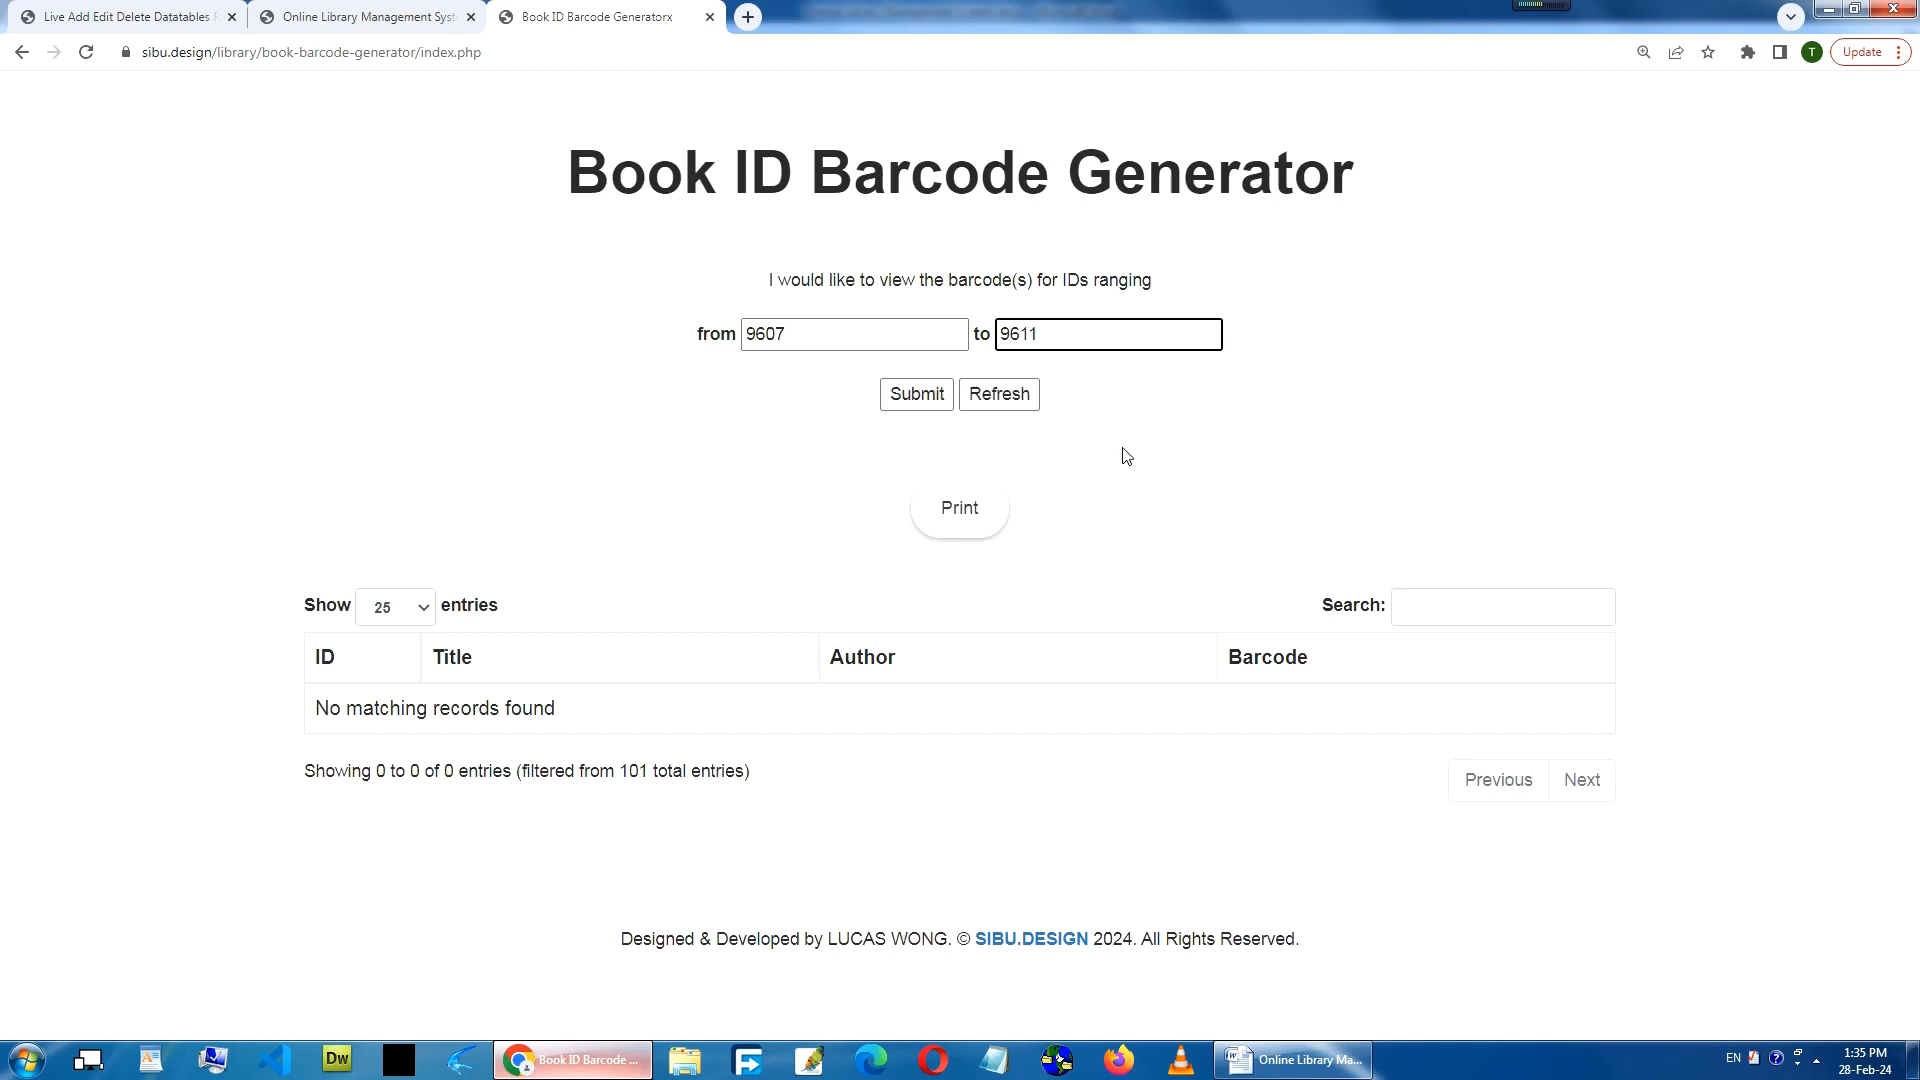 Live Add Edit Delete Datatables
Online Library Management Syst
Book ID Barcode Generatorx
sibu.design/library/book-barcode-generator/index.php
T
Update
Book ID Barcode Generator
I would like to view the barcode(s) for IDs ranging
from 9607 to 9611
Submit Refresh
Print
Show 25 entries
Search:
ID Title Author Barcode
No matching records found
Showing 0 to 0 of 0 entries (filtered from 101 total entries)
Previous Next
Designed & Developed by LUCAS WONG. © SIBU.DESIGN 2024. All Rights Reserved.
Dw
Book ID Barcode ...
Online Library Ma...
EN
1:35 PM
28-Feb-24